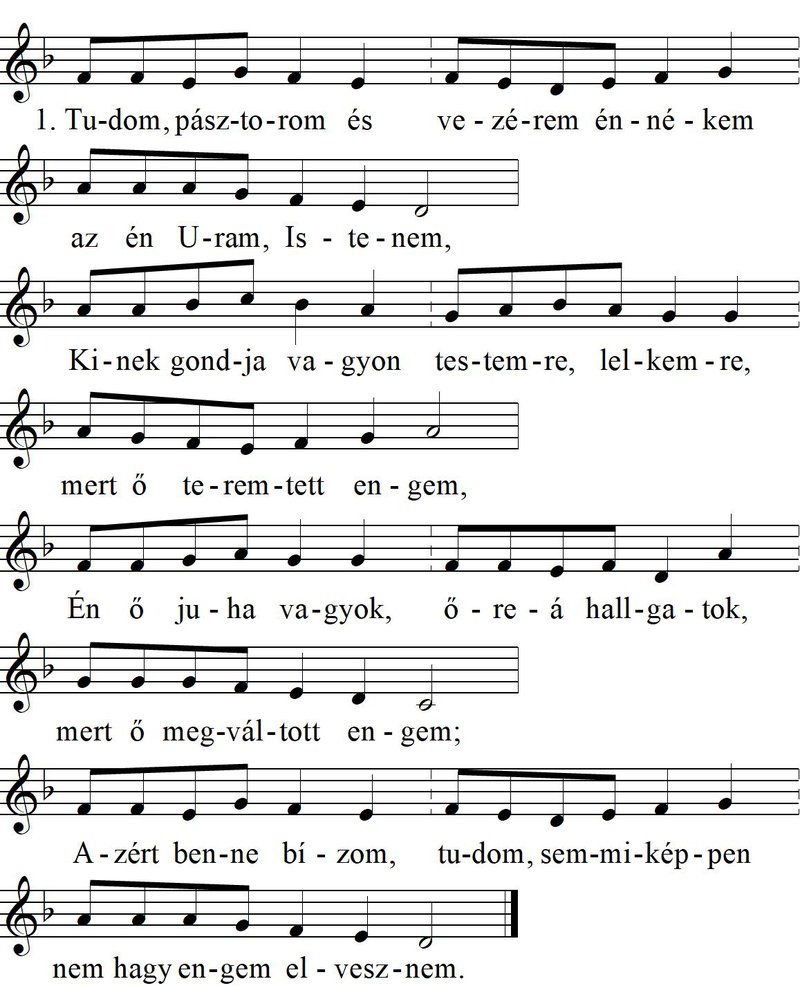 1. Tu-dom, pász-to-rom és ve-zé-rem én-né-kem
az én U-ram, Is-te-nem,
Ki-nek gond-ja va-gyon tes-tem-re, lel-kem-re,
mert ő te-rem-tett en-gem,
Én ő ju-ha va-gyok, ő-re-á hall-ga-tok,
mert ő meg-vál-tott en-gem;
A-zért ben-ne bí-zom, tu-dom, sem-mi-kép-pen
nem hagy en-gem el-vesz-nem.